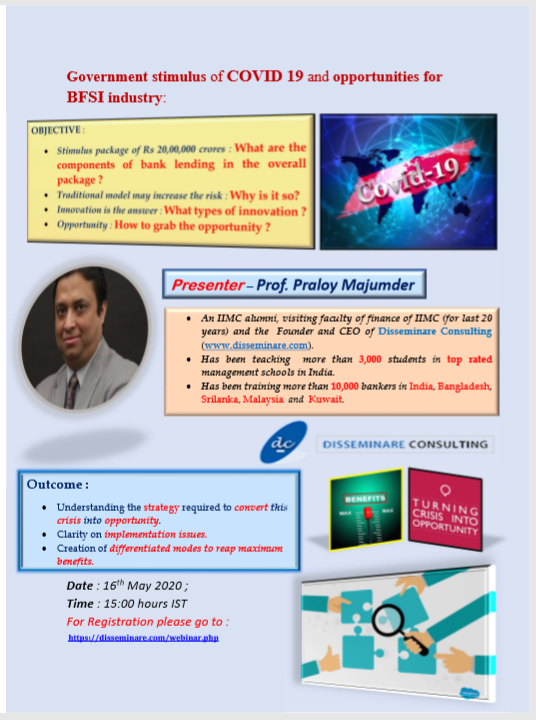 Government stimulus of COVID 19 and opportunities for
BFSI industry:
OBJECTIVE :
• Stimulus package of Rs 20,00,000 crores : What are the
components of bank lending in the overall
package ?
• Traditional model may increase the risk : Why is it so?
• Innovation is the answer : What types of innovation ?
• Opportunity : How to grab the opportunity ?
Covid-19
Presenter – Prof. Praloy Majumder
• An IIMC alumni, visiting faculty of finance of IIMC (for last 20
years) and the Founder and CEO of Disseminare Consulting
(www.disseminare.com).
• Has been teaching more than 3,000 students in top rated
management schools in India.
• Has been training more than 10,000 bankers in India, Bangladesh,
Srilanka, Malaysia and Kuwait.
dc
DISSEMINARE CONSULTING
Outcome :
• Understanding the strategy required to convert this
crisis into opportunity.
• Clarity on implementation issues.
• Creation of differentiated modes to reap maximum
benefits.
BENEFITS
MAX MAX
TURNING
CRISIS INTO
OPPORTUNITY
Date : 16th May 2020 ;
Time : 15:00 hours IST
For Registration please go to :
https://disseminare.com/webinar.php